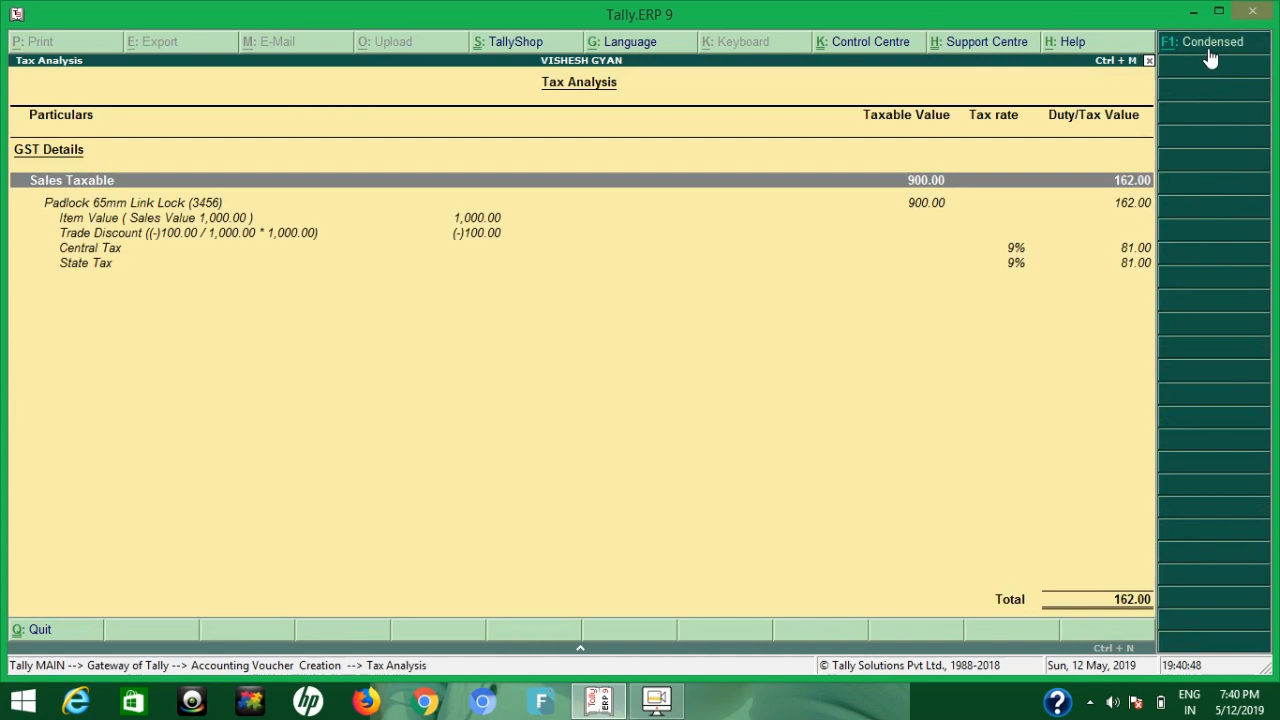 Tally.ERP 9
P: Print E: Export M: E-Mail O: Upload S: TallyShop G: Language K: Keyboard K: Control Centre H: Support Centre H: Help F1: Condensed
Tax Analysis VISHESH GYAN Ctrl + M
Tax Analysis
Particulars Taxable Value Tax rate Duty/Tax Value
GST Details
Sales Taxable 900.00 162.00
Padlock 65mm Link Lock (3456) 900.00 162.00
Item Value ( Sales Value 1,000.00 ) 1,000.00
Trade Discount ((-)100.00 / 1,000.00 * 1,000.00) (-)100.00
Central Tax 9% 81.00
State Tax 9% 81.00
Total 162.00
Q: Quit
Ctrl + N
Tally MAIN --> Gateway of Tally --> Accounting Voucher Creation --> Tax Analysis © Tally Solutions Pvt Ltd., 1988-2018 Sun, 12 May, 2019 19:40:48
hp F Tally ERP 9 ? ENG 7:40 PM
IN 5/12/2019